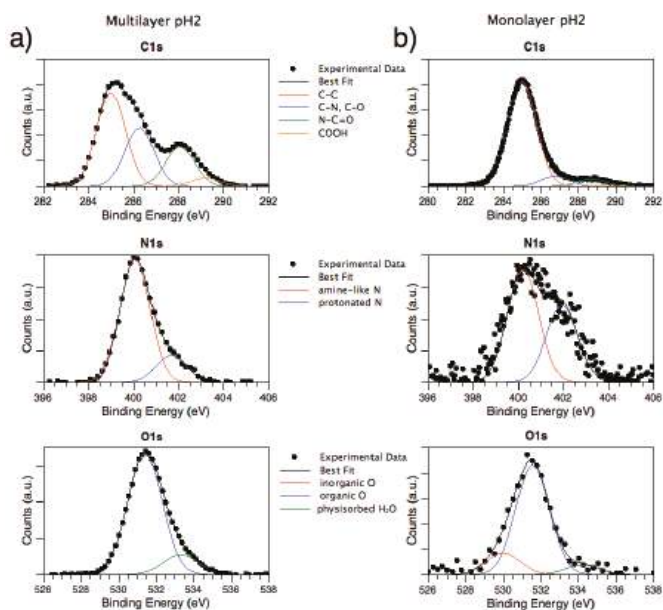 Multilayer pH2
Monolayer pH2
a)
b)
C1s
Counts (a.u.)
282 284 286 288 290 292
Binding Energy (eV)
Experimental Data
Best Fit
C-C
C-N, C-O
N-C=O
COOH
C1s
Counts (a.u.)
280 282 284 286 288 290 292
Binding Energy (eV)
N1s
Counts (a.u.)
396 398 400 402 404 406
Binding Energy (eV)
Experimental Data
Best Fit
amine-like N
protonated N
N1s
Counts (a.u.)
396 398 400 402 404 406
Binding Energy (eV)
O1s
Counts (a.u.)
526 528 530 532 534 536 538
Binding Energy (eV)
Experimental Data
Best Fit
inorganic O
organic O
physisorbed H₂O
O1s
Counts (a.u.)
526 528 530 532 534 536 538
Binding Energy (eV)